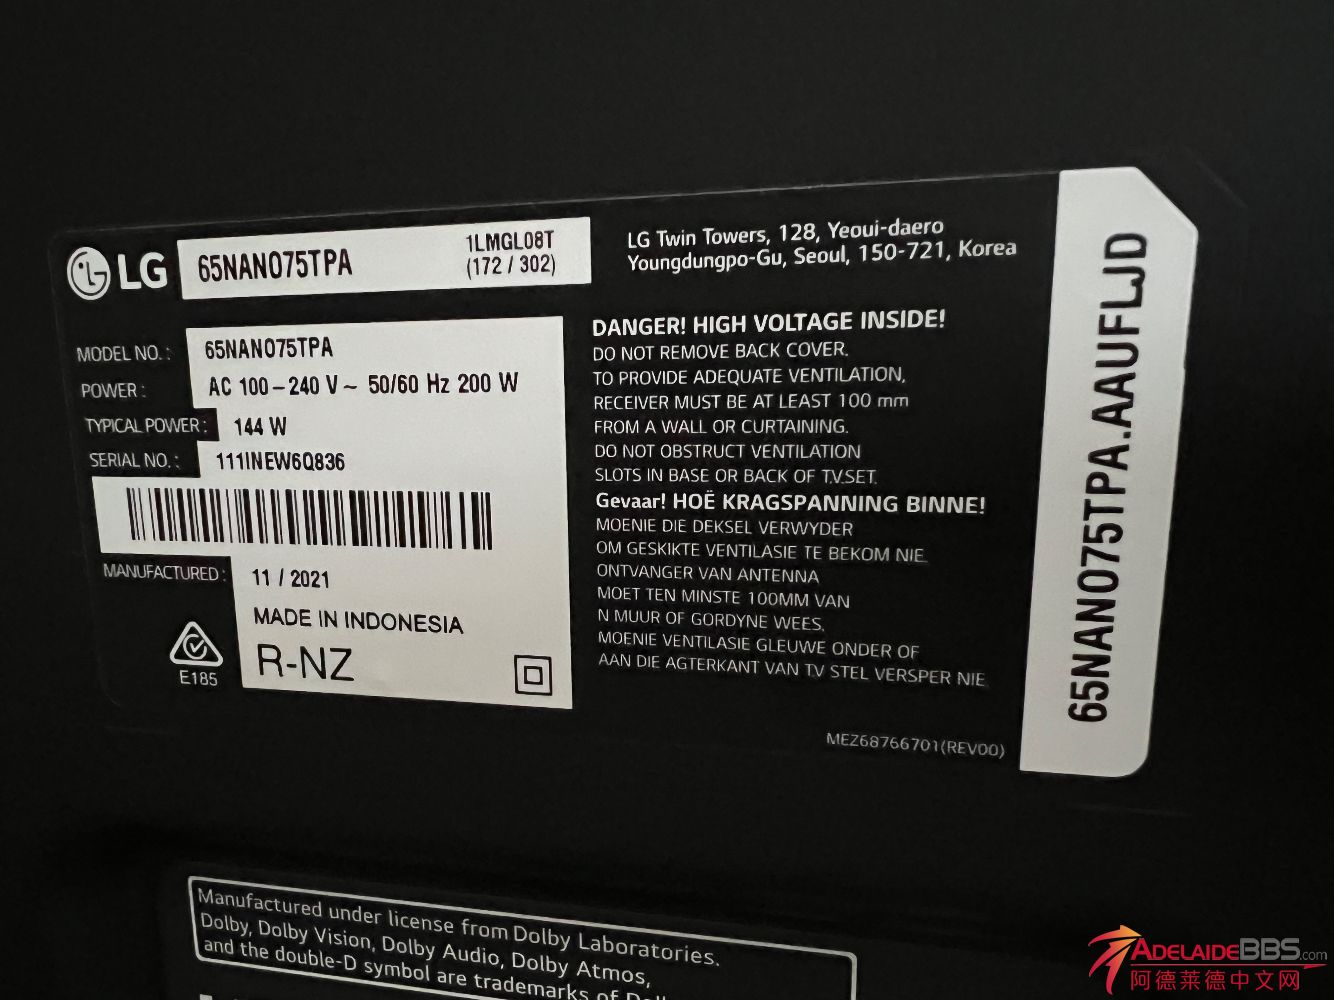 LG
65NANO75TPA
1LMGL08T
(172 / 302)
LG Twin Towers, 128, Yeoui-daero
Youngdungpo-Gu, Seoul, 150-721, Korea
MODEL NO. : 65NANO75TPA
POWER : AC 100 – 240 V ~ 50/60 Hz 200 W
TYPICAL POWER : 144 W
SERIAL NO. : 111INEW6Q836
MANUFACTURED : 11 / 2021
MADE IN INDONESIA
R-NZ
E185
DANGER! HIGH VOLTAGE INSIDE!
DO NOT REMOVE BACK COVER.
TO PROVIDE ADEQUATE VENTILATION,
RECEIVER MUST BE AT LEAST 100 mm
FROM A WALL OR CURTAINING.
DO NOT OBSTRUCT VENTILATION
SLOTS IN BASE OR BACK OF T.V.SET.
Gevaar! HOË KRAGSPANNING BINNE!
MOENIE DIE DEKSEL VERWYDER
OM GESKIKTE VENTILASIE TE BEKOM NIE.
ONTVANGER VAN ANTENNA
MOET TEN MINSTE 100MM VAN
N MUUR OF GORDYNE WEES.
MOENIE VENTILASIE GLEUWE ONDER OF
AAN DIE AGTERKANT VAN TV STEL VERSPER NIE.
MEZ68766701(REV00)
65NANO75TPA.AAUFLJD
Manufactured under license from Dolby Laboratories.
Dolby, Dolby Vision, Dolby Audio, Dolby Atmos,
and the double-D symbol are trademarks of
ADELAIDEBBS.com
阿德莱德中文网